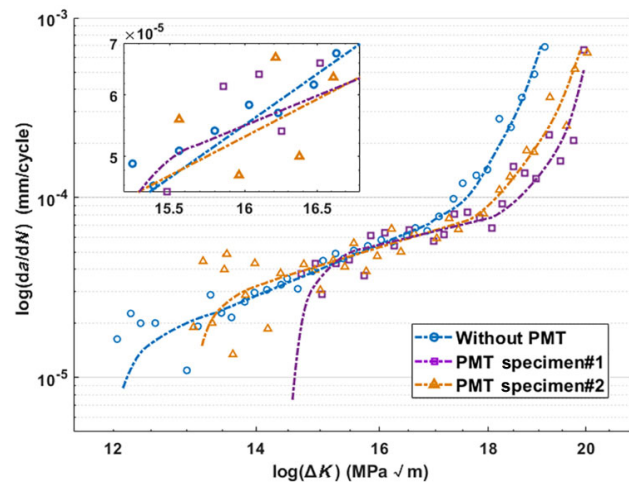 10^-3
7 × 10^-5
6
5
15.5 16 16.5
10^-4
10^-5
log(da/dN) (mm/cycle)
Without PMT
PMT specimen#1
PMT specimen#2
12 14 16 18 20
log(ΔK) (MPa √m)